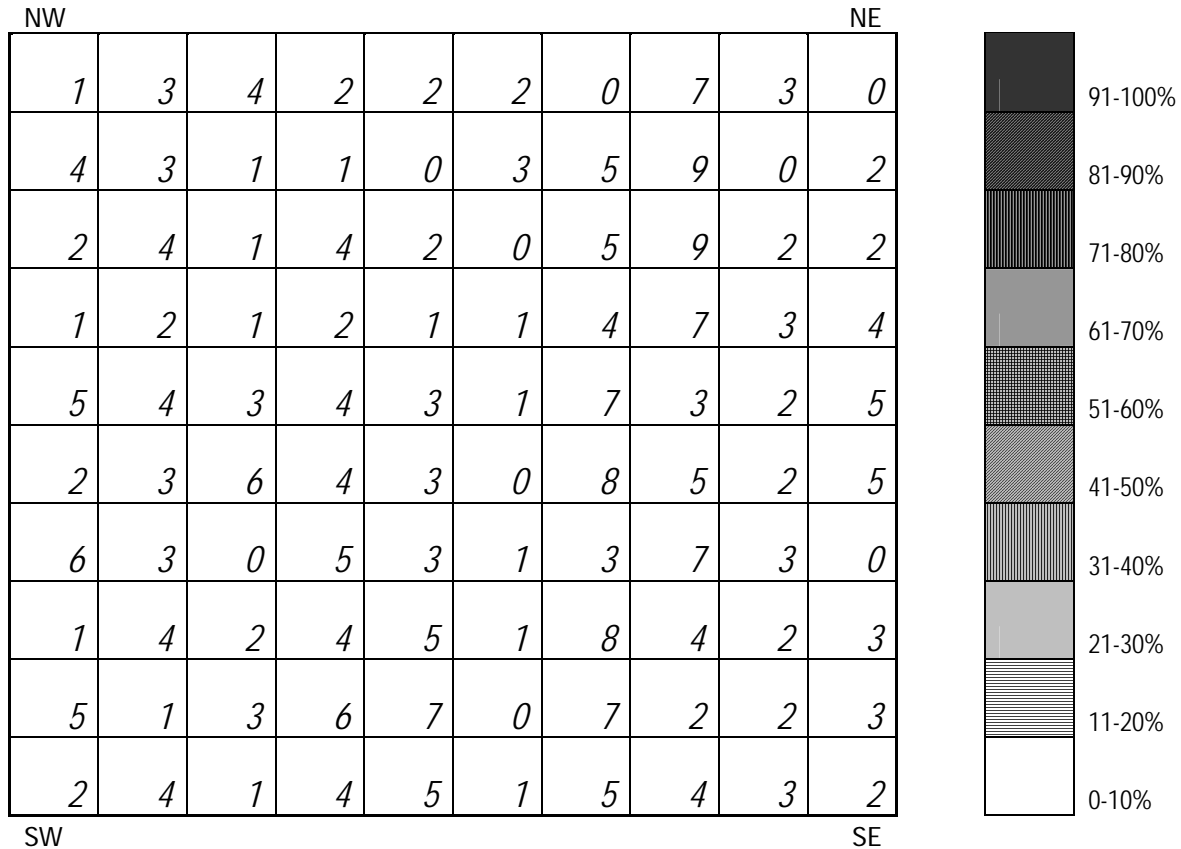 NW NE
1 3 4 2 2 2 0 7 3 0
4 3 1 1 0 3 5 9 0 2
2 4 1 4 2 0 5 9 2 2
1 2 1 2 1 1 4 7 3 4
5 4 3 4 3 1 7 3 2 5
2 3 6 4 3 0 8 5 2 5
6 3 0 5 3 1 3 7 3 0
1 4 2 4 5 1 8 4 2 3
5 1 3 6 7 0 7 2 2 3
2 4 1 4 5 1 5 4 3 2
SW SE
91-100%
81-90%
71-80%
61-70%
51-60%
41-50%
31-40%
21-30%
11-20%
0-10%